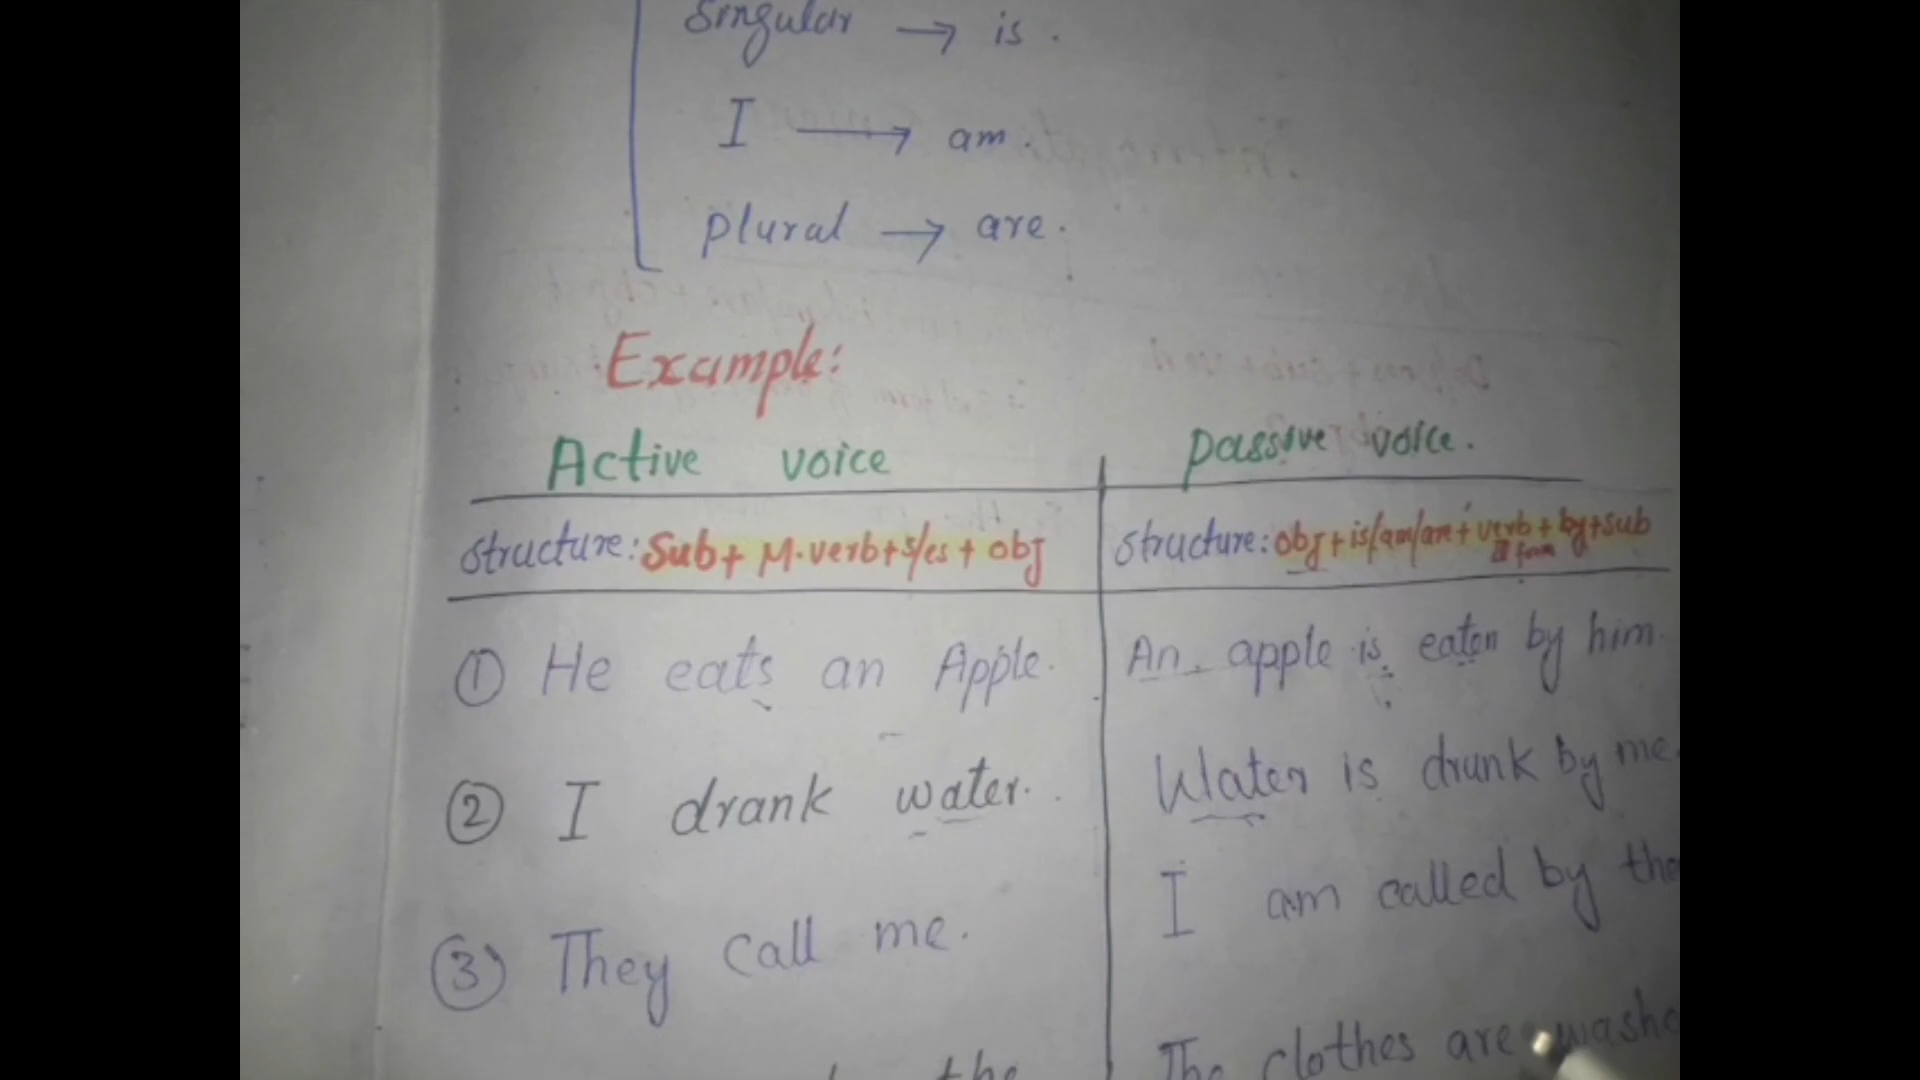 Singular → is.
I → am.
Plural → are.
Example:
Active voice
Passive voice.
Structure: Sub + M.verb + s/es + obj
Structure: obj + is/am/are + verb + by + sub
III form
① He eats an Apple.
An apple is eaten by him.
② I drank water.
Water is drunk by me.
③ They call me.
I am called by
the
The clothes are